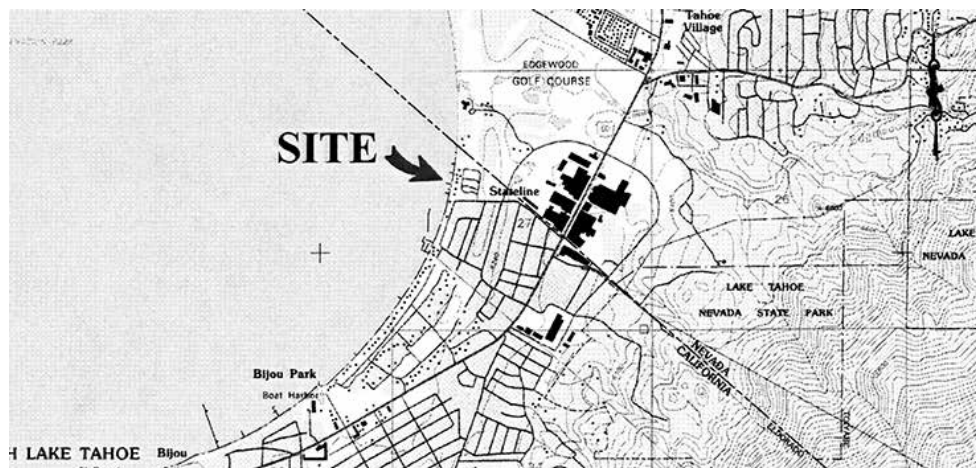 Tahoe
Village
EDGEWOOD
GOLF COURSE
SITE
Stateline
27
26
LAKE
NEVADA
LAKE TAHOE
NEVADA STATE PARK
NEVADA
CALIFORNIA
ELDORADO
Bijou Park
Boat Harbor
H LAKE TAHOE
Bijou